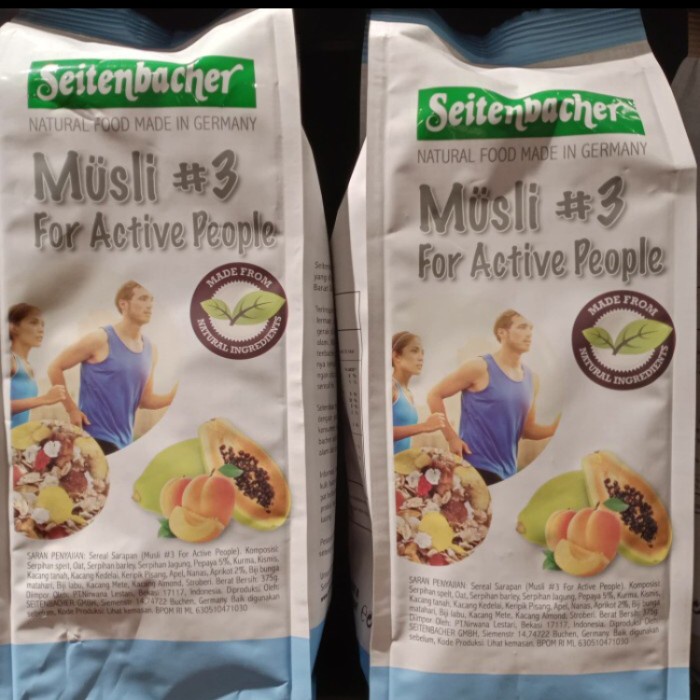 Seitenbacher
NATURAL FOOD MADE IN GERMANY
Müsli #3
For Active People
MADE FROM
NATURAL INGREDIENTS
SARAN PENYAJIAN: Sereal Sarapan (Musli #3 For Active People). Komposisi:
Serpihan spelt, Oat, Serpihan barley, Serpihan Jagung, Pepaya 5%, Kurma, Kismis,
Kacang tanah, Kacang Kedelai, Keripik Pisang, Apel, Nanas, Aprikot 2%, Biji bunga
matahari, Biji labu, Kacang Mete, Kacang Almond, Stroberi. Berat Bersih: 375g.
Diimpor Oleh: PT.Nirwana Lestari, Bekasi 17117, Indonesia. Diproduksi Oleh:
SEITENBACHER GMBH, Siemenstr 14,74722 Buchen, Germany. Baik digunakan
sebelum, Kode Produksi: Lihat kemasan. BPOM RI ML 630510471030
Seitenbacher
NATURAL FOOD MADE IN GERMANY
Müsli #3
For Active People
MADE FROM
NATURAL INGREDIENTS
SARAN PENYAJIAN: Sereal Sarapan (Musli #3 For Active People). Komposisi:
Serpihan spelt, Oat, Serpihan barley, Serpihan Jagung, Pepaya 5%, Kurma, Kismis,
Kacang tanah, Kacang Kedelai, Keripik Pisang, Apel, Nanas, Aprikot 2%, Biji bunga
matahari, Biji labu, Kacang Mete, Kacang Almond, Stroberi. Berat Bersih: 375g.
Diimpor Oleh: PT.Nirwana Lestari, Bekasi 17117, Indonesia. Diproduksi Oleh:
SEITENBACHER GMBH, Siemenstr 14,74722 Buchen, Germany. Baik digunakan
sebelum, Kode Produksi: Lihat kemasan. BPOM RI ML 630510471030